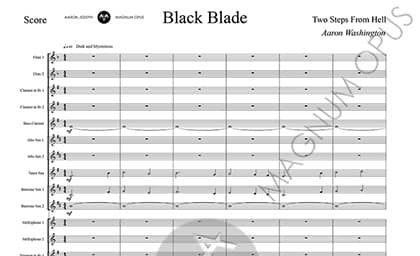 Score
AARON JOSEPH MAGNUM OPUS
Black Blade
Two Steps From Hell
Aaron Washington
Dark and Mysterious
Flute 1
Flute 2
Clarinet in Bb 1
Clarinet in Bb 2
Bass Clarinet
Alto Sax 1
Alto Sax 2
Tenor Sax
Baritone Sax 1
Baritone Sax 2
Mellophone 1
Mellophone 2
MAGNUM OPUS